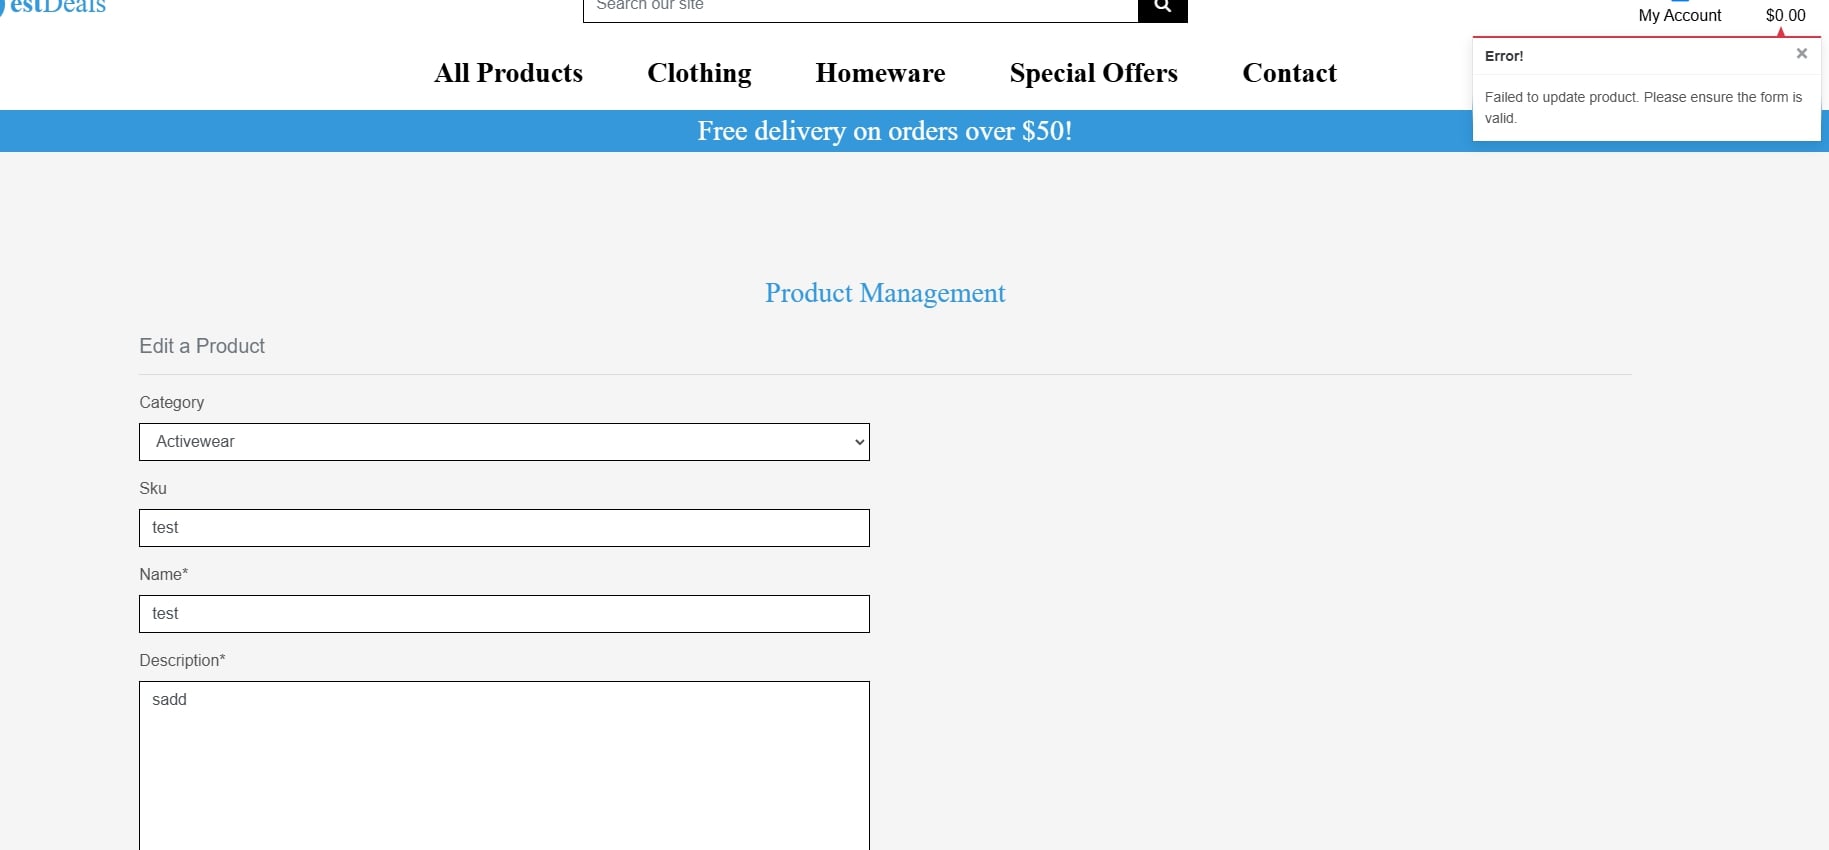 estDeals
Search our site
My Account
$0.00
All Products
Clothing
Homeware
Special Offers
Contact
Error!
×
Failed to update product. Please ensure the form is
valid.
Free delivery on orders over $50!
Product Management
Edit a Product
Category
Activewear
Sku
test
Name*
test
Description*
sadd